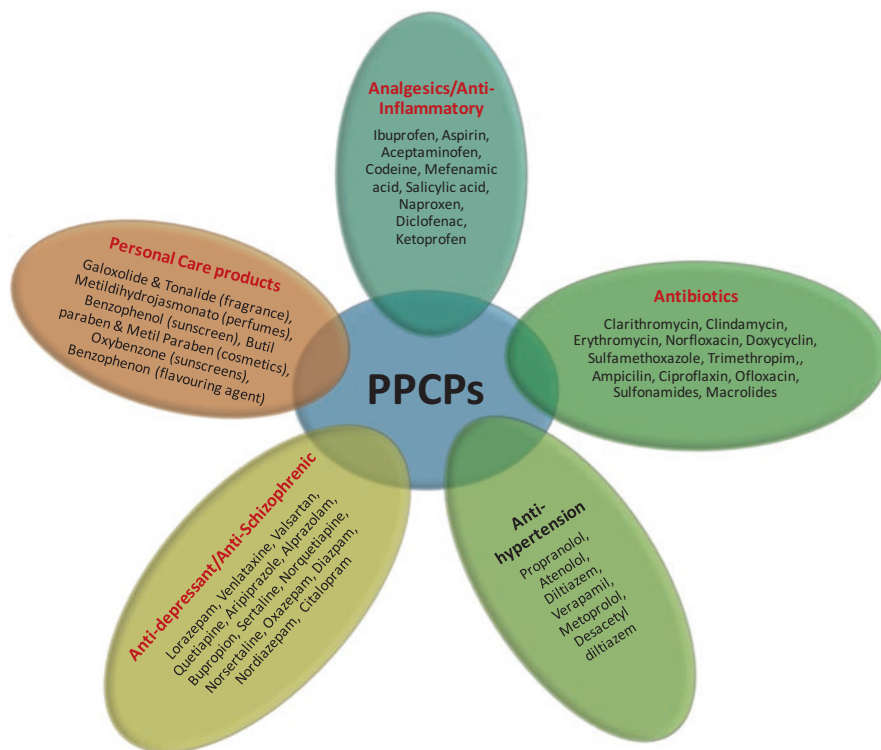 Analgesics/Anti-
Inflammatory
Ibuprofen, Aspirin,
Aceptaminofen,
Codeine, Mefenamic
acid, Salicylic acid,
Naproxen,
Diclofenac,
Ketoprofen
Personal Care products
Galoxolide & Tonalide (fragrance),
Metildihydrojasmonato (perfumes),
Benzophenol (sunscreen), Butil
paraben & Metil Paraben (cosmetics),
Oxybenzone (sunscreens),
Benzophenon (flavouring agent)
Antibiotics
Clarithromycin, Clindamycin,
Erythromycin, Norfloxacin, Doxycyclin,
Sulfamethoxazole, Trimethropim,,
Ampicilin, Ciproflaxin, Ofloxacin,
Sulfonamides, Macrolides
PPCPs
Anti-depressant/Anti-Schizophrenic
Lorazepam, Venlataxine, Valsartan,
Quetiapine, Aripiprazole, Alprazolam,
Bupropion, Sertaline, Norquetiapine,
Norsertaline, Oxazepam, Diazpam,
Nordiazepam, Citalopram
Anti-
hypertension
Propranolol,
Atenolol,
Diltiazem,
Verapamil,
Metoprolol,
Desacetyl
diltiazem